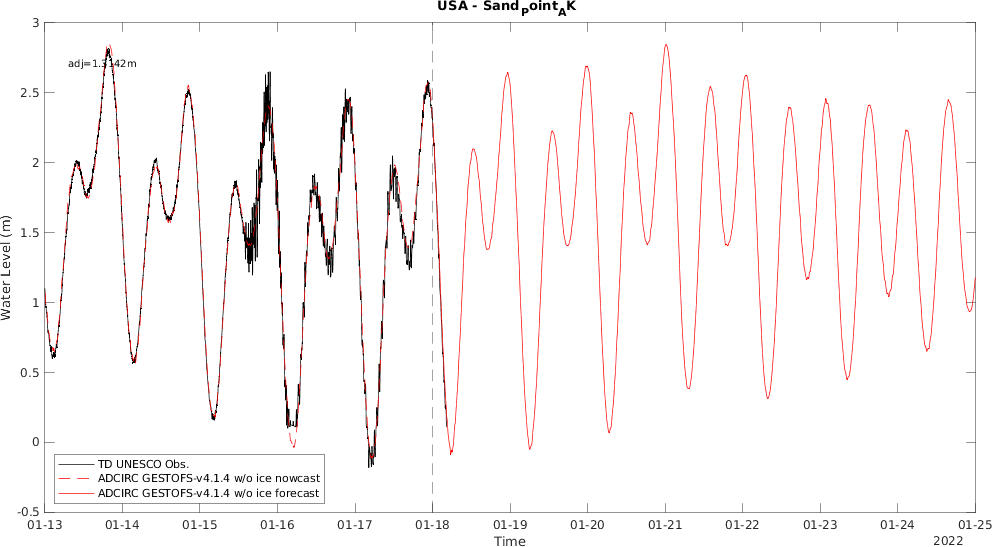 USA - Sand_Point_AK
adj=1.3142m
3
2.5
2
1.5
1
0.5
0
-0.5
Water Level (m)
TD UNESCO Obs.
ADCIRC GESTOFS-v4.1.4 w/o ice nowcast
ADCIRC GESTOFS-v4.1.4 w/o ice forecast
01-13 01-14 01-15 01-16 01-17 01-18 01-19 01-20 01-21 01-22 01-23 01-24 01-25
Time
2022